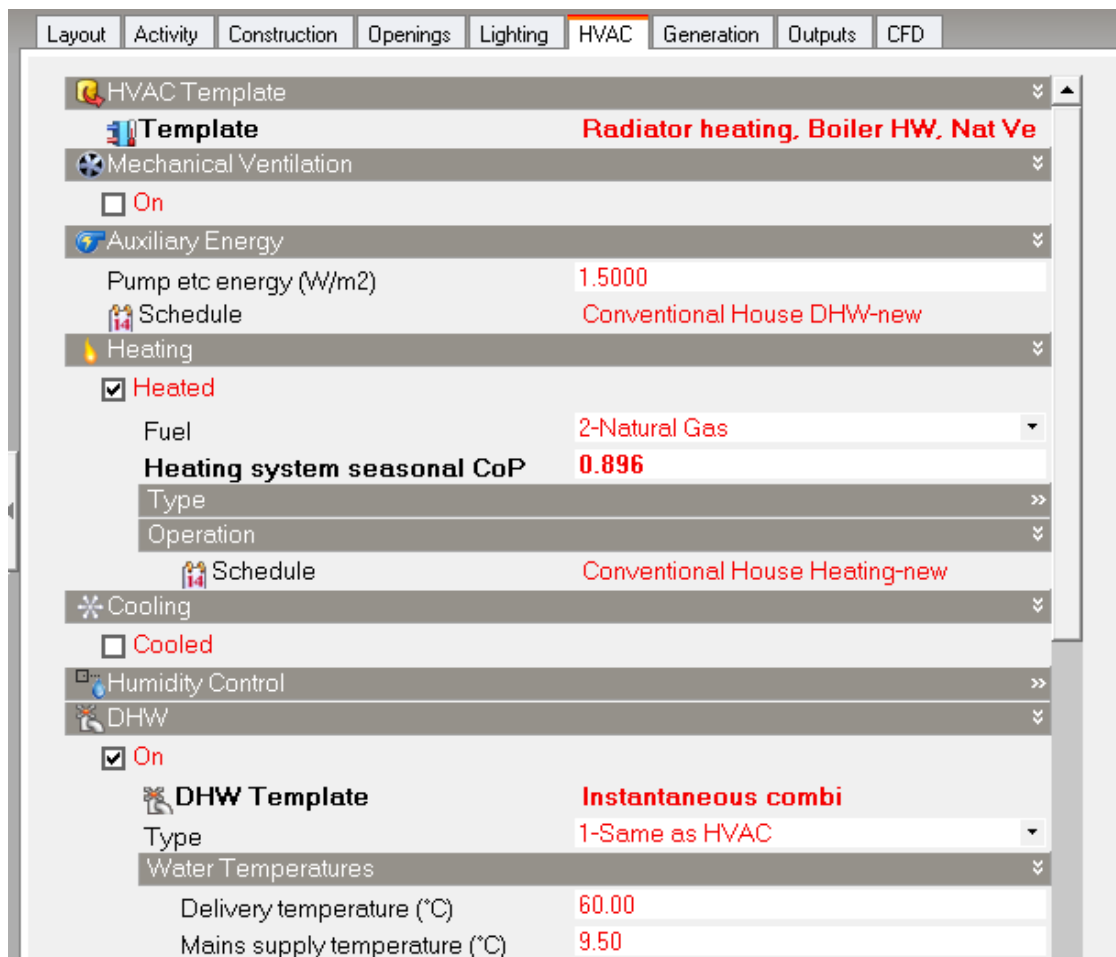 Layout Activity Construction Openings Lighting HVAC Generation Outputs CFD
HVAC Template
Template Radiator heating, Boiler HW, Nat Ve
Mechanical Ventilation
On
Auxiliary Energy
Pump etc energy (W/m2) 1.5000
Schedule Conventional House DHW-new
Heating
Heated
Fuel 2-Natural Gas
Heating system seasonal CoP 0.896
Type
Operation
14 Schedule Conventional House Heating-new
Cooling
Cooled
Humidity Control
DHW
On
DHW Template Instantaneous combi
Type 1-Same as HVAC
Water Temperatures
Delivery temperature (°C) 60.00
Mains supply temperature (°C) 9.50